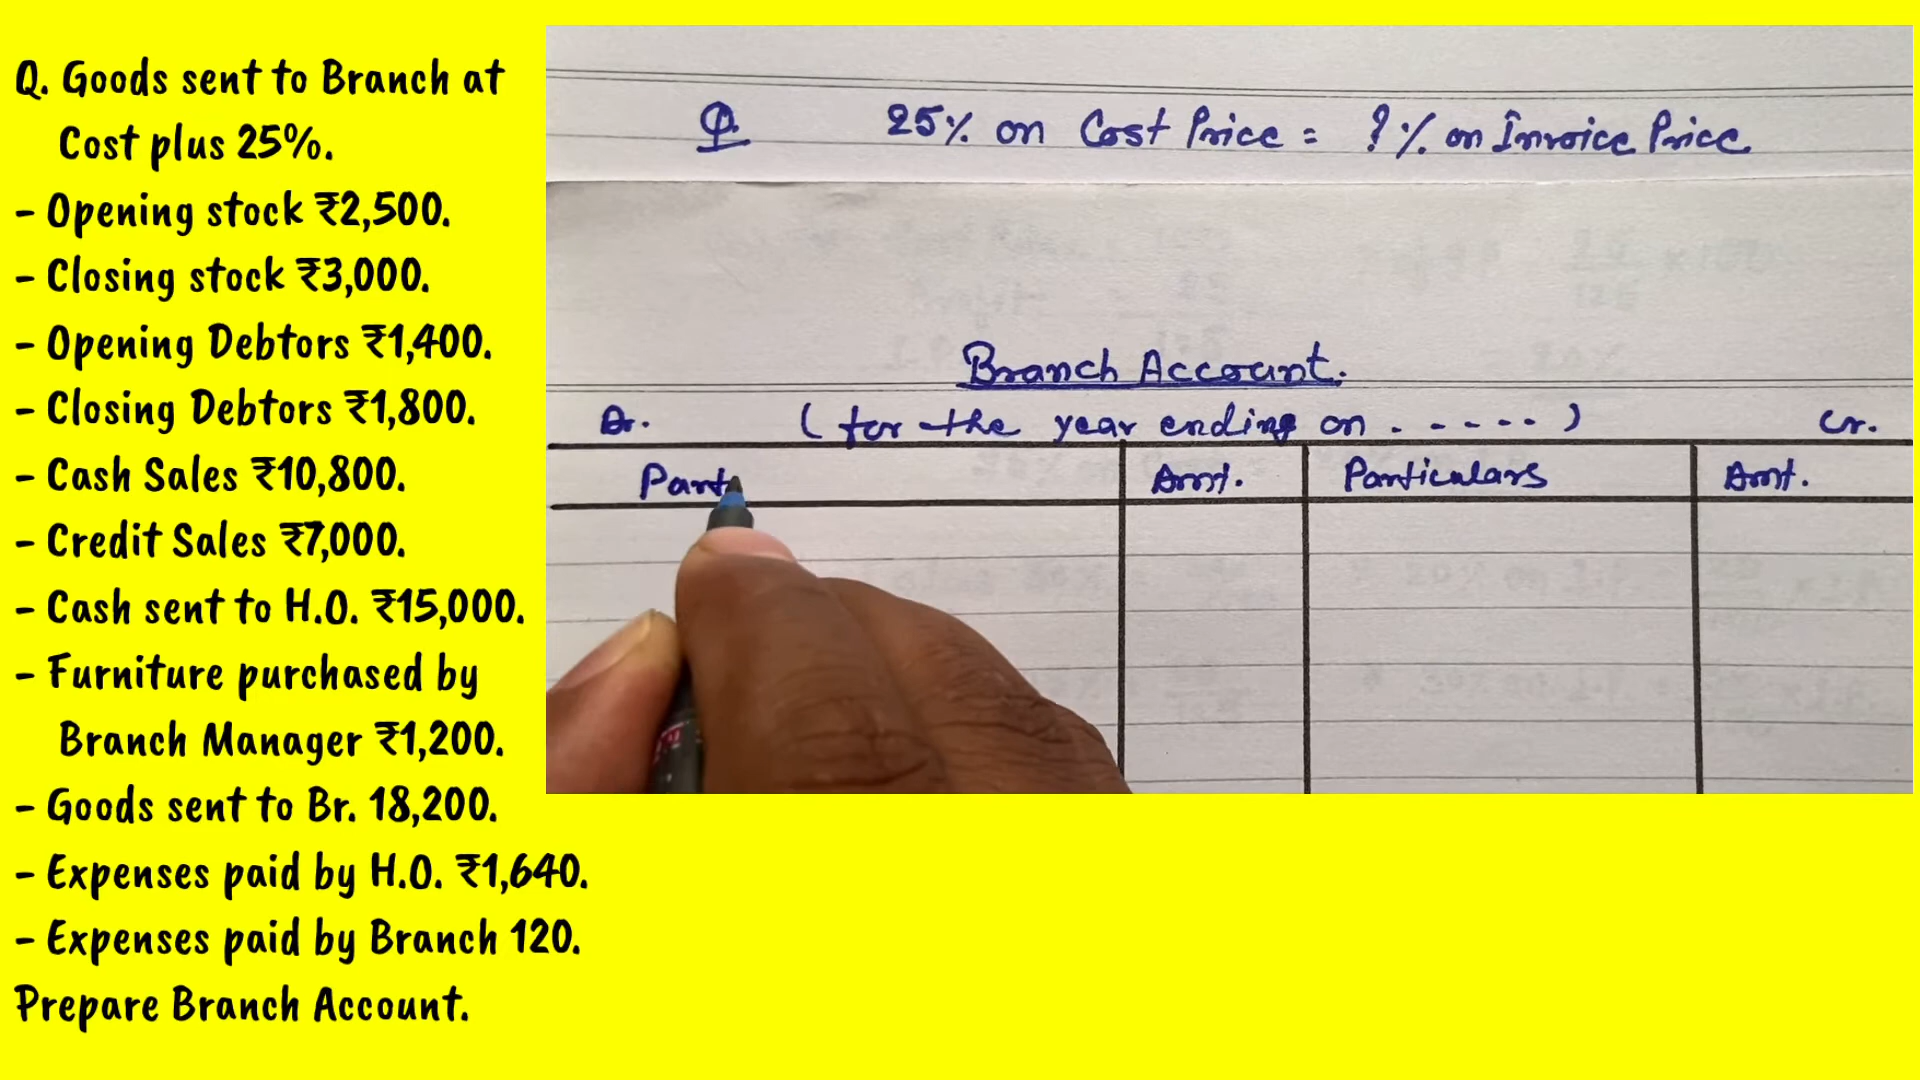 Q. Goods sent to Branch at
Cost plus 25%.
- Opening stock ₹2,500.
- Closing stock ₹3,000.
- Opening Debtors ₹1,400.
- Closing Debtors ₹1,800.
- Cash Sales ₹10,800.
- Credit Sales ₹7,000.
- Cash sent to H.O. ₹15,000.
- Furniture purchased by
Branch Manager ₹1,200.
- Goods sent to Br. 18,200.
- Expenses paid by H.O. ₹1,640.
- Expenses paid by Branch 120.
Prepare Branch Account.
Q. 25% on Cost Price = ?% on Invoice Price.
Branch Account.
Dr. (for the year ending on . - - - - - ) Cr.
Parti Amt. Particulars Amt.